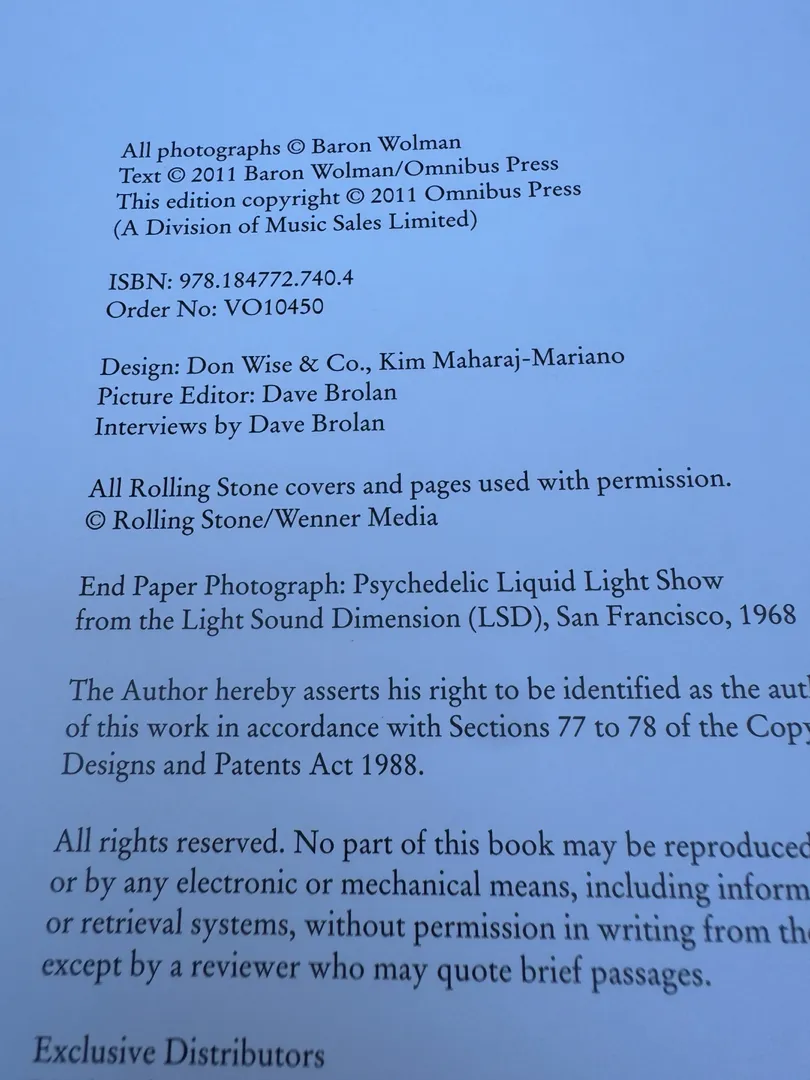 All photographs © Baron Wolman
Text © 2011 Baron Wolman/Omnibus Press
This edition copyright © 2011 Omnibus Press
(A Division of Music Sales Limited)
ISBN: 978.184772.740.4
Order No: VO10450
Design: Don Wise & Co., Kim Maharaj-Mariano
Picture Editor: Dave Brolan
Interviews by Dave Brolan
All Rolling Stone covers and pages used with permission.
© Rolling Stone/Wenner Media
End Paper Photograph: Psychedelic Liquid Light Show
from the Light Sound Dimension (LSD), San Francisco, 1968
The Author hereby asserts his right to be identified as the
of this work in accordance with Sections 77 to 78 of the
Designs and Patents Act 1988.
All rights reserved. No part of this book may be reproduced
or by any electronic or mechanical means, including
or retrieval systems, without permission in writing from
except by a reviewer who may quote brief passages.
Exclusive Distributors